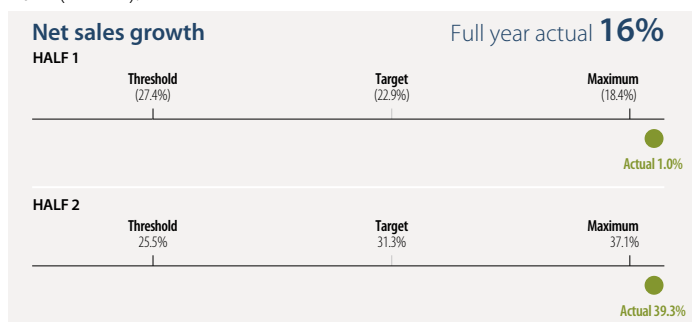 Net sales growth
Full year actual 16%
HALF 1
Threshold
(27.4%)
Target
(22.9%)
Maximum
(18.4%)
Actual 1.0%
HALF 2
Threshold
25.5%
Target
31.3%
Maximum
37.1%
Actual 39.3%